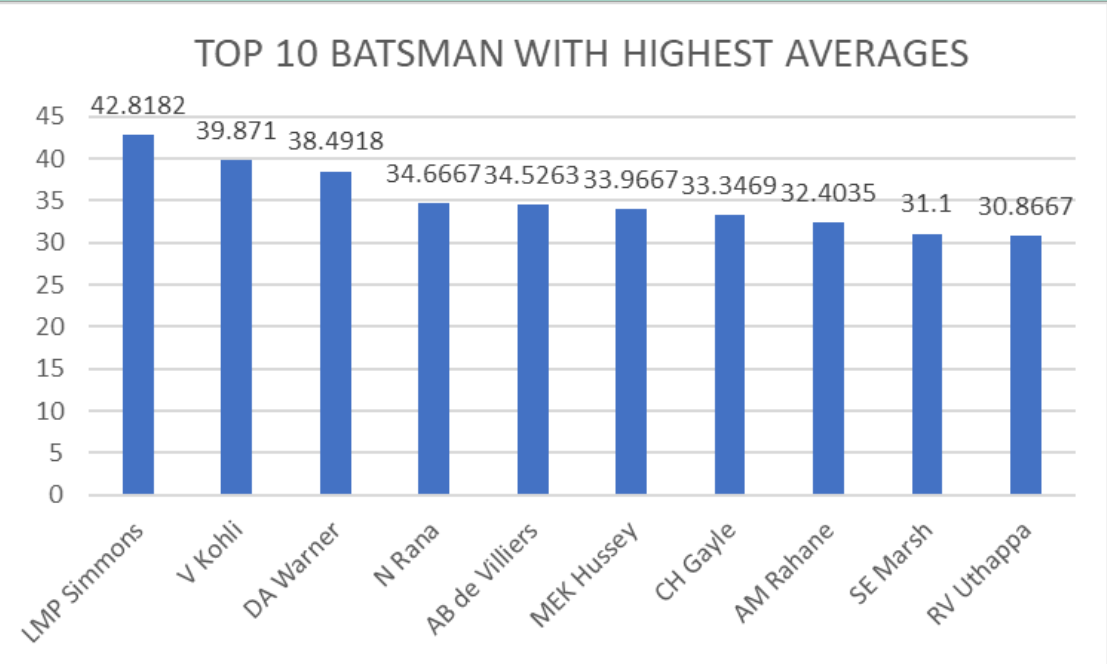 TOP 10 BATSMAN WITH HIGHEST AVERAGES
45
40
35
30
25
20
15
10
5
0
42.8182
39.871
38.4918
34.6667
34.5263
33.9667
33.3469
32.4035
31.1
30.8667
LMP Simmons
V Kohli
DA Warner
N Rana
AB de Villiers
MEK Hussey
CH Gayle
AM Rahane
SE Marsh
RV Uthappa